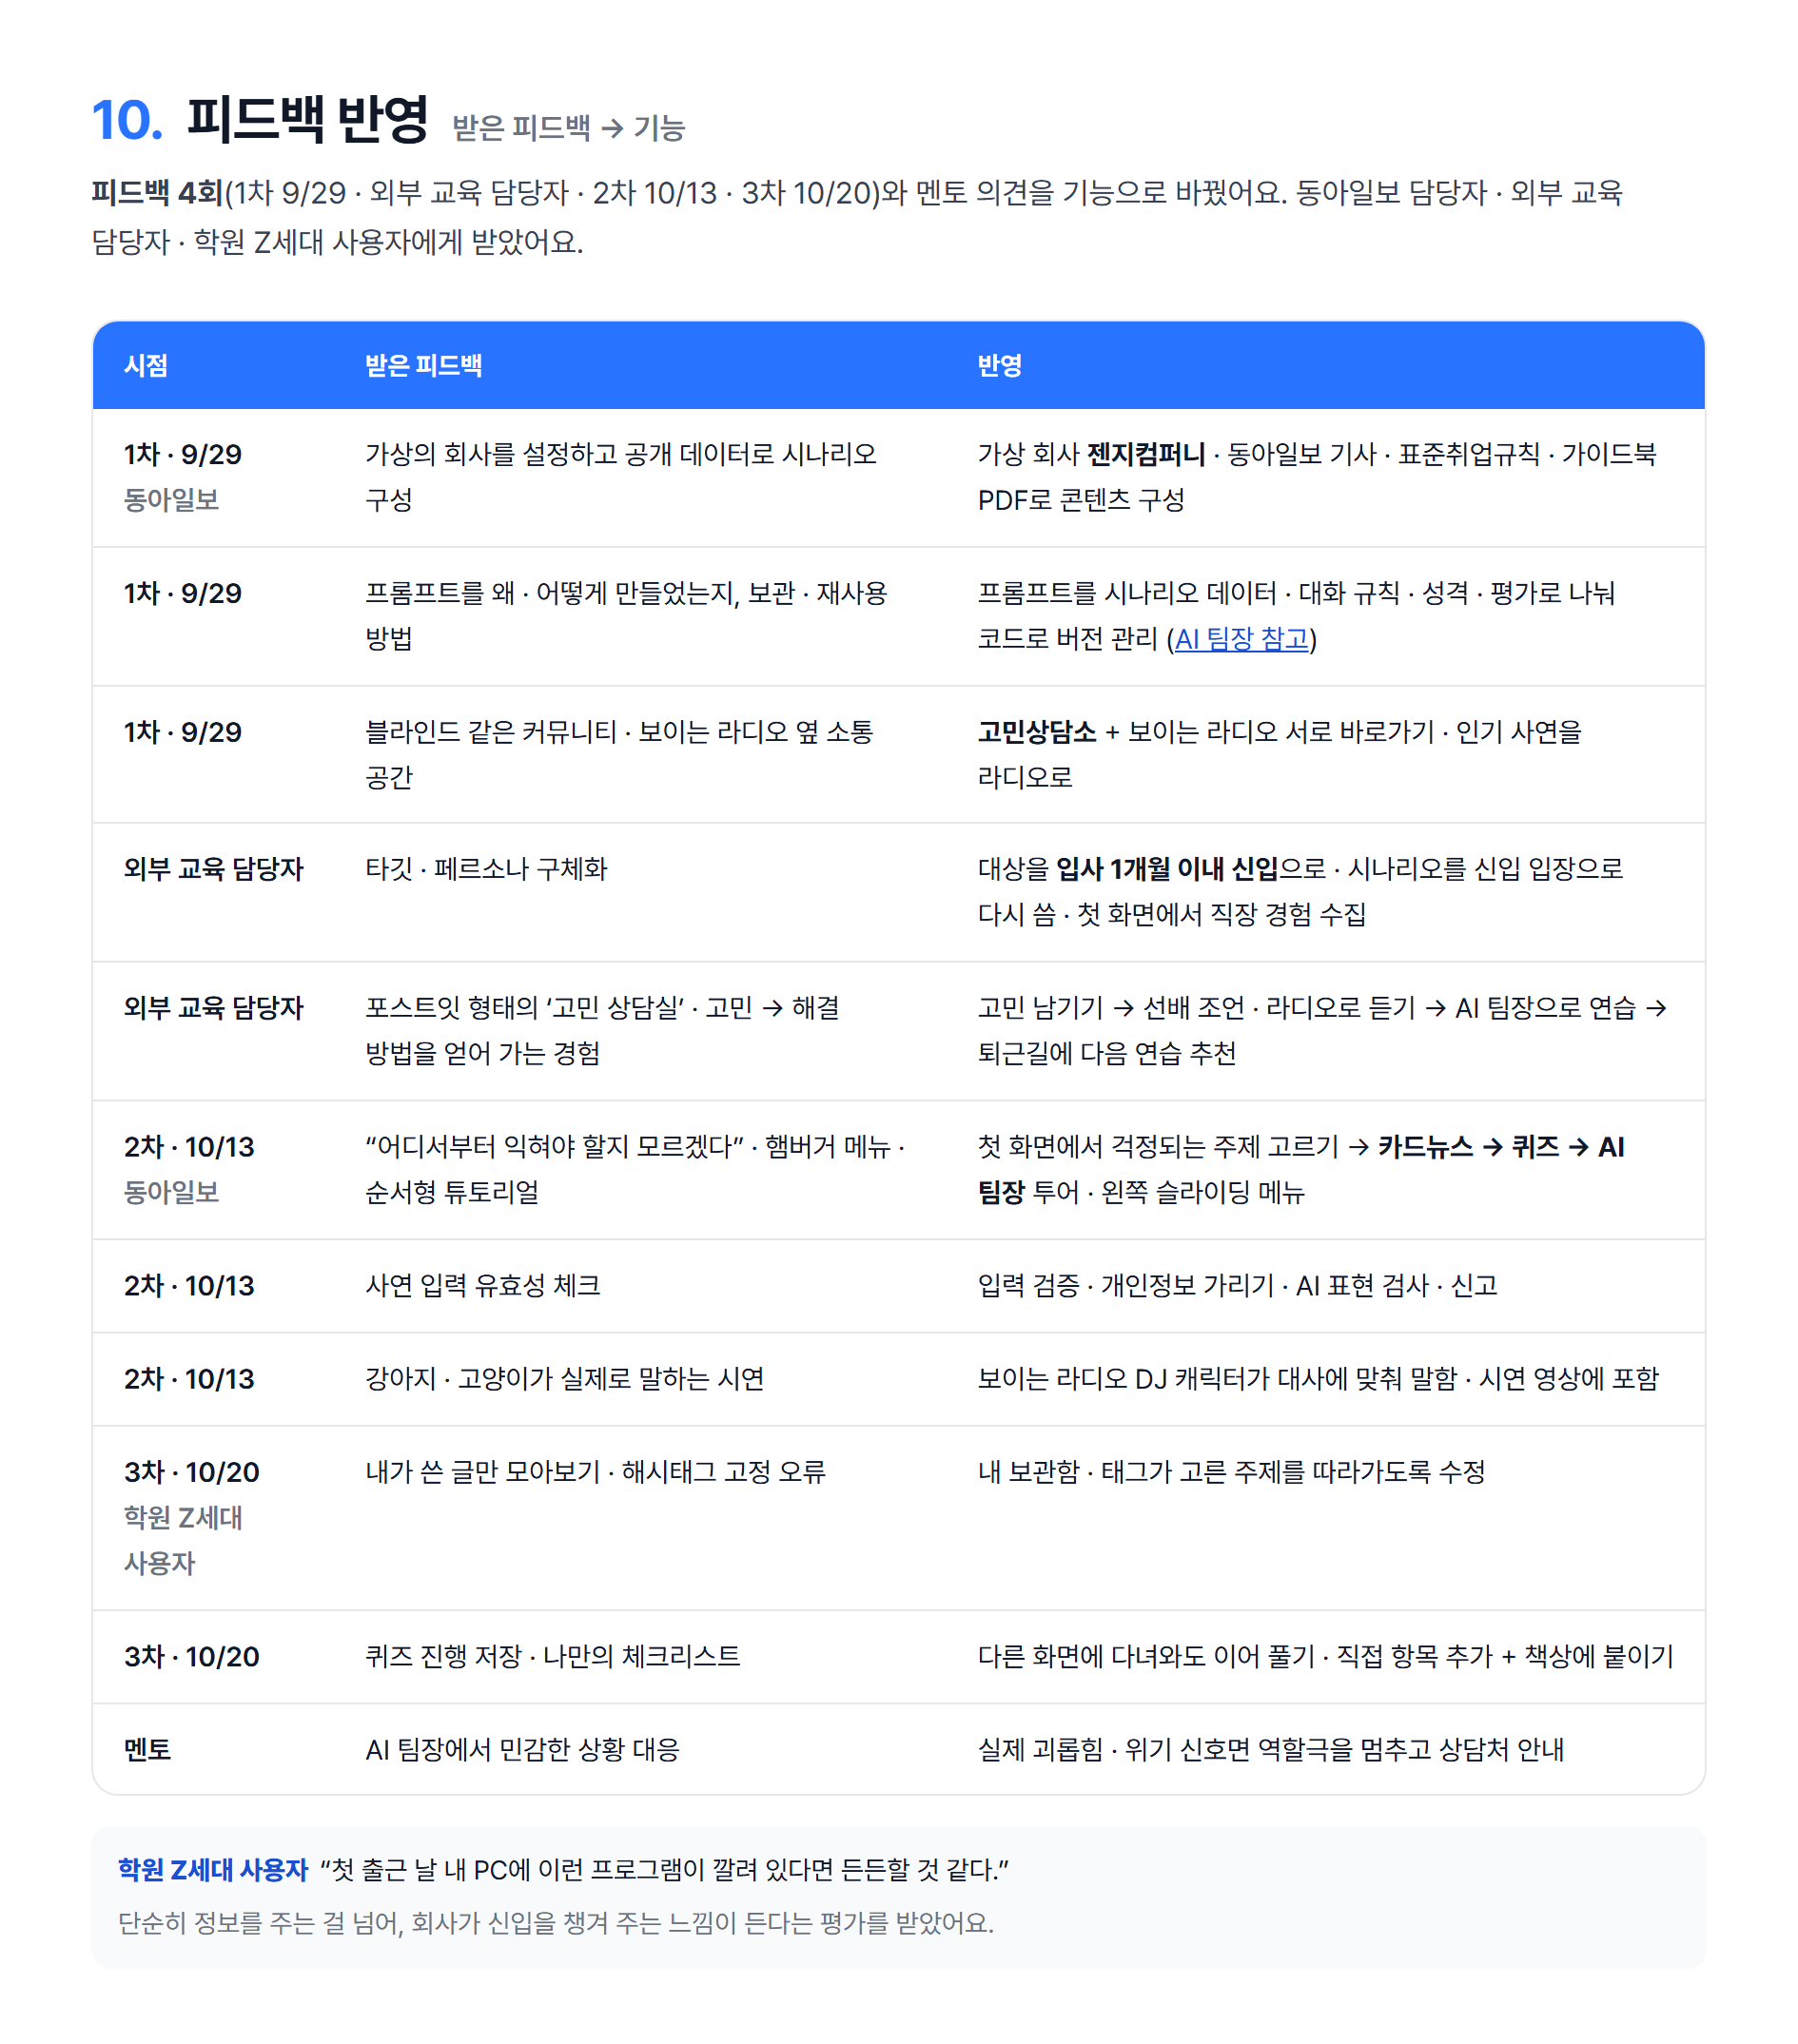 10. 피드백 반영 받은 피드백 → 기능
피드백 4회(1차 9/29 · 외부 교육 담당자 · 2차 10/13 · 3차 10/20)와 멘토 의견을 기능으로 바꿨어요. 동아일보 담당자 · 외부 교육
담당자 · 학원 Z세대 사용자에게 받았어요.
시점 받은 피드백 반영
1차 · 9/29 가상의 회사를 설정하고 공개 데이터로 시나리오 가상 회사 젠지컴퍼니 · 동아일보 기사 · 표준취업규칙 · 가이드북
동아일보 구성 PDF로 콘텐츠 구성
1차 · 9/29 프롬프트를 왜 · 어떻게 만들었는지, 보관 · 재사용 프롬프트를 시나리오 데이터 · 대화 규칙 · 성격 · 평가로 나눠
방법 코드로 버전 관리 (AI 팀장 참고)
1차 · 9/29 블라인드 같은 커뮤니티 · 보이는 라디오 옆 소통 고민상담소 + 보이는 라디오 서로 바로가기 · 인기 사연을
공간 라디오로
외부 교육 담당자 타깃 · 페르소나 구체화 대상을 입사 1개월 이내 신입으로 · 시나리오를 신입 입장으로
다시 씀 · 첫 화면에서 직장 경험 수집
외부 교육 담당자 포스트잇 형태의 ‘고민 상담실’ · 고민 → 해결 고민 남기기 → 선배 조언 · 라디오로 듣기 → AI 팀장으로 연습 →
방법을 얻어 가는 경험 퇴근길에 다음 연습 추천
2차 · 10/13 “어디서부터 익혀야 할지 모르겠다” · 햄버거 메뉴 · 첫 화면에서 걱정되는 주제 고르기 → 카드뉴스 → 퀴즈 → AI
동아일보 순서형 튜토리얼 팀장 투어 · 왼쪽 슬라이딩 메뉴
2차 · 10/13 사연 입력 유효성 체크 입력 검증 · 개인정보 가리기 · AI 표현 검사 · 신고
2차 · 10/13 강아지 · 고양이가 실제로 말하는 시연 보이는 라디오 DJ 캐릭터가 대사에 맞춰 말함 · 시연 영상에 포함
3차 · 10/20 내가 쓴 글만 모아보기 · 해시태그 고정 오류 내 보관함 · 태그가 고른 주제를 따라가도록 수정
학원 Z세대
사용자
3차 · 10/20 퀴즈 진행 저장 · 나만의 체크리스트 다른 화면에 다녀와도 이어 풀기 · 직접 항목 추가 + 책상에 붙이기
멘토 AI 팀장에서 민감한 상황 대응 실제 괴롭힘 · 위기 신호면 역할극을 멈추고 상담처 안내
학원 Z세대 사용자 “첫 출근 날 내 PC에 이런 프로그램이 깔려 있다면 든든할 것 같다.”
단순히 정보를 주는 걸 넘어, 회사가 신입을 챙겨 주는 느낌이 든다는 평가를 받았어요.